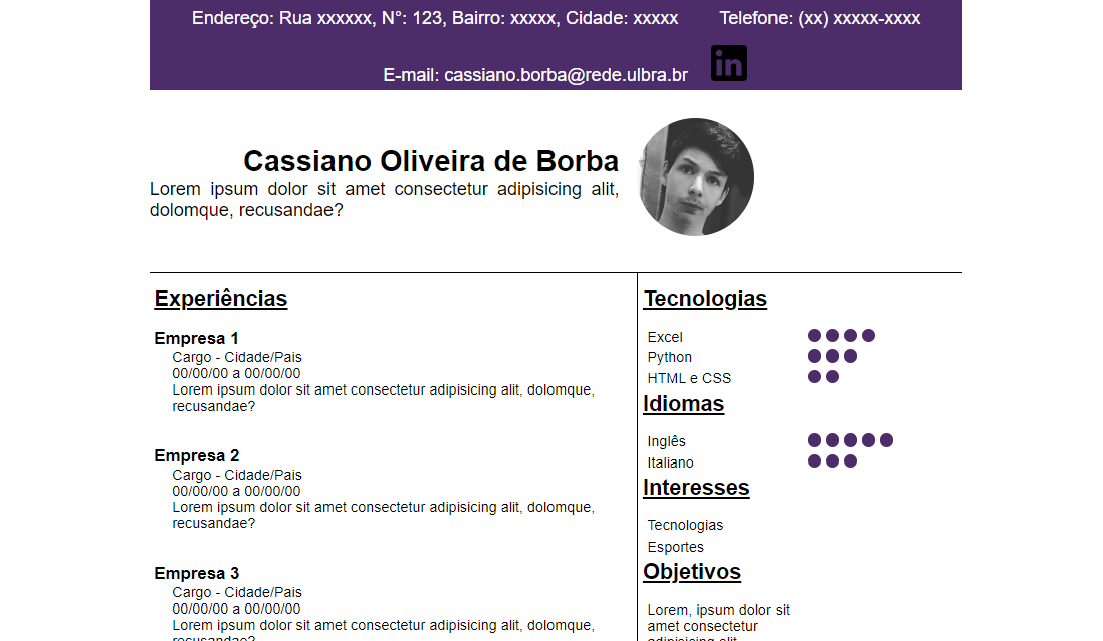 Endereço: Rua xxxxxx, N°: 123, Bairro: xxxxx, Cidade: xxxxx Telefone: (xx) xxxxx-xxxx
E-mail: cassiano.borba@rede.ulbra.br in
Cassiano Oliveira de Borba
Lorem ipsum dolor sit amet consectetur adipisicing alit,
dolomque, recusandae?
Experiências
Empresa 1
Cargo - Cidade/Pais
00/00/00 a 00/00/00
Lorem ipsum dolor sit amet consectetur adipisicing alit, dolomque,
recusandae?
Empresa 2
Cargo - Cidade/Pais
00/00/00 a 00/00/00
Lorem ipsum dolor sit amet consectetur adipisicing alit, dolomque,
recusandae?
Empresa 3
Cargo - Cidade/Pais
00/00/00 a 00/00/00
Lorem ipsum dolor sit amet consectetur adipisicing alit, dolomque,
recusandae?
Tecnologias
Excel
Python
HTML e CSS
Idiomas
Inglês
Italiano
Interesses
Tecnologias
Esportes
Objetivos
Lorem, ipsum dolor sit
amet consectetur
adipisicing alit